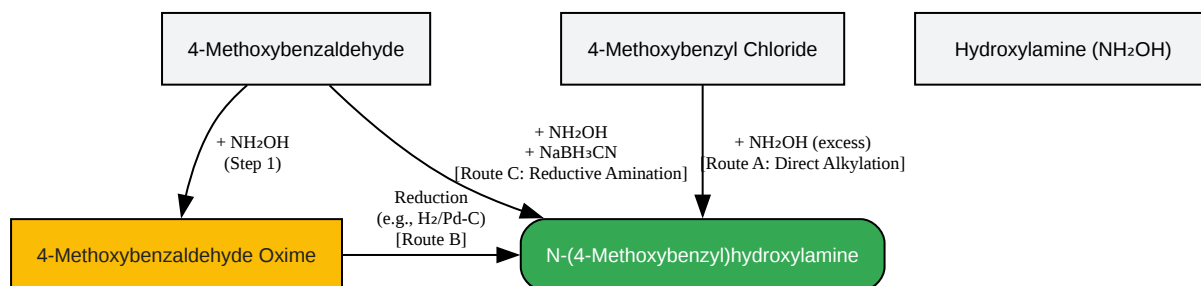 4-Methoxybenzaldehyde
4-Methoxybenzyl Chloride
Hydroxylamine (NH₂OH)
+ NH₂OH
(Step 1)
+ NH₂OH
+ NaBH₃CN
[Route C: Reductive Amination]
+ NH₂OH (excess)
[Route A: Direct Alkylation]
Reduction
(e.g., H₂/Pd-C)
[Route B]
4-Methoxybenzaldehyde Oxime
N-(4-Methoxybenzyl)hydroxylamine